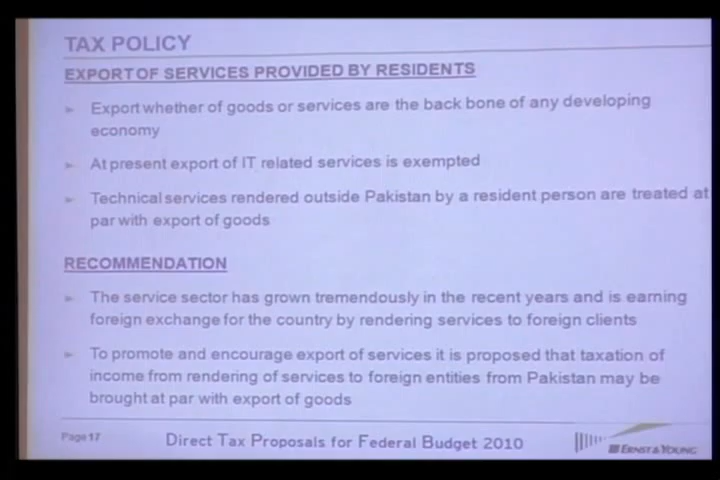 TAX POLICY
EXPORT OF SERVICES PROVIDED BY RESIDENTS
Export whether of goods or services are the back bone of any developing
economy
At present export of IT related services is exempted
Technical services rendered outside Pakistan by a resident person are treated at
par with export of goods
RECOMMENDATION
The service sector has grown tremendously in the recent years and is earning
foreign exchange for the country by rendering services to foreign clients
To promote and encourage export of services it is proposed that taxation of
income from rendering of services to foreign entities from Pakistan may be
brought at par with export of goods
Page 17
Direct Tax Proposals for Federal Budget 2010
ERNST & YOUNG